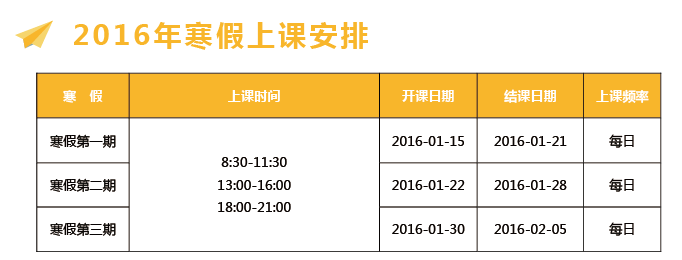 2016年寒假上课安排
寒 假 上课时间 开课日期 结课日期 上课频率
寒假第一期 2016-01-15 2016-01-21 每日
8:30-11:30
13:00-16:00
18:00-21:00
寒假第二期 2016-01-22 2016-01-28 每日
寒假第三期 2016-01-30 2016-02-05 每日